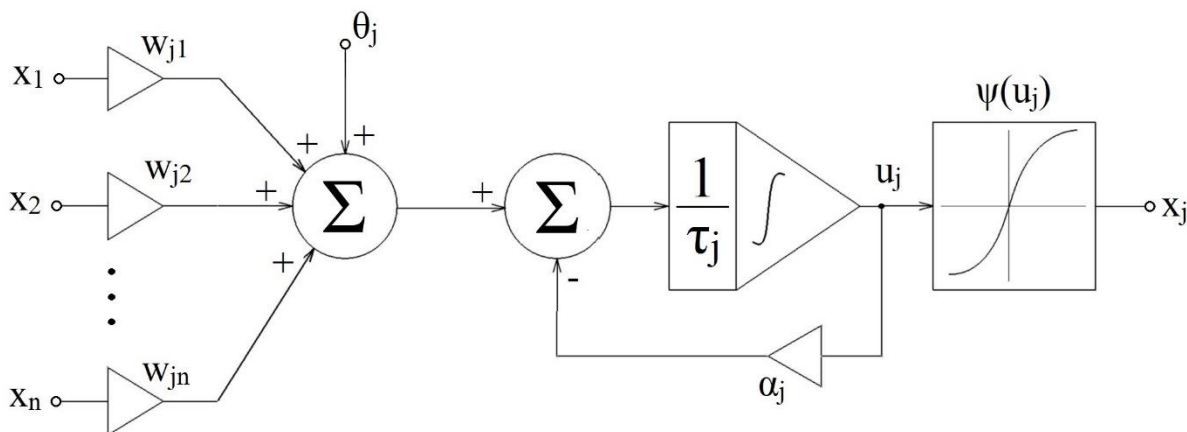 x₁
wⱼ₁
θⱼ
+
+
x₂
wⱼ₂
+
Σ
+
Σ
1
τⱼ
∫
uⱼ
ψ(uⱼ)
xⱼ
+
-
αⱼ
xₙ
wⱼₙ